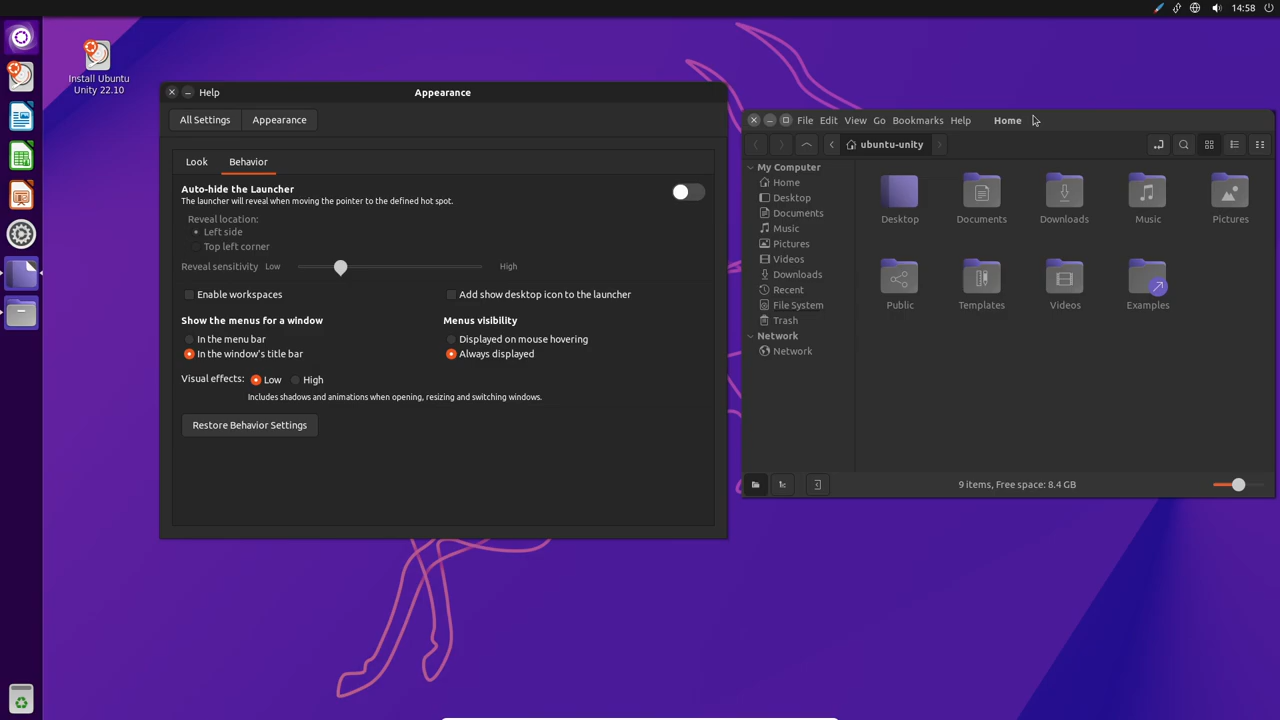 14:58
Install Ubuntu
Unity 22.10
Help
Appearance
All Settings
Appearance
Look
Behavior
Auto-hide the Launcher
The launcher will reveal when moving the pointer to the defined hot spot.
Reveal location:
Left side
Top left corner
Reveal sensitivity Low High
Enable workspaces
Add show desktop icon to the launcher
Show the menus for a window
Menus visibility
In the menu bar
Displayed on mouse hovering
In the window's title bar
Always displayed
Visual effects: Low High
Includes shadows and animations when opening, resizing and switching windows.
Restore Behavior Settings
File Edit View Go Bookmarks Help Home
ubuntu-unity
My Computer
Home
Desktop
Documents
Music
Pictures
Videos
Downloads
Recent
File System
Trash
Network
Network
Desktop
Documents
Downloads
Music
Pictures
Public
Templates
Videos
Examples
9 items, Free space: 8.4 GB